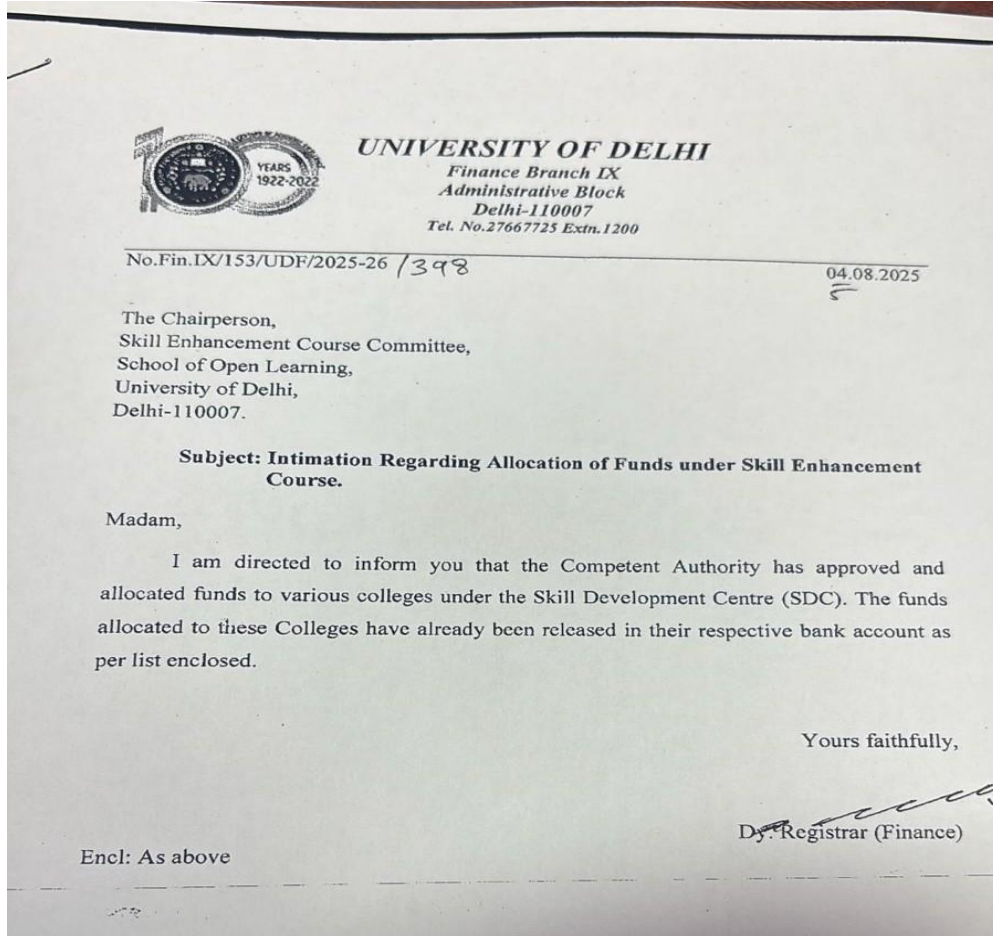 YEARS
1922-2022
UNIVERSITY OF DELHI
Finance Branch IX
Administrative Block
Delhi-110007
Tel. No.27667725 Extn.1200
No.Fin.IX/153/UDF/2025-26 /398
04.08.2025
5
The Chairperson,
Skill Enhancement Course Committee,
School of Open Learning,
University of Delhi,
Delhi-110007.
Subject: Intimation Regarding Allocation of Funds under Skill Enhancement
Course.
Madam,
I am directed to inform you that the Competent Authority has approved and
allocated funds to various colleges under the Skill Development Centre (SDC). The funds
allocated to these Colleges have already been released in their respective bank account as
per list enclosed.
Yours faithfully,
Dy. Registrar (Finance)
Encl: As above